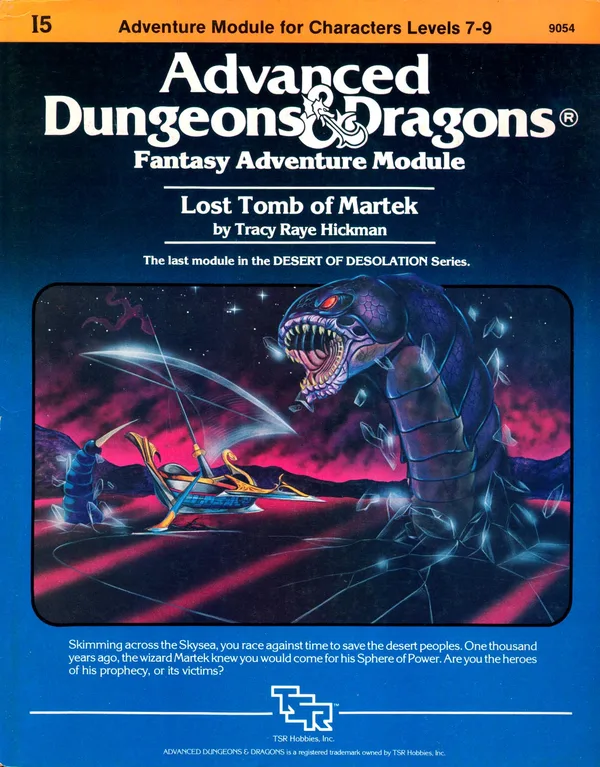 I5
Adventure Module for Characters Levels 7-9
9054
Advanced
Dungeons & Dragons®
Fantasy Adventure Module
Lost Tomb of Martek
by Tracy Raye Hickman
The last module in the DESERT OF DESOLATION Series.
Skimming across the Skysea, you race against time to save the desert peoples. One thousand
years ago, the wizard Martek knew you would come for his Sphere of Power. Are you the heroes
of his prophecy, or its victims?
TSR™
TSR Hobbies, Inc.
ADVANCED DUNGEONS & DRAGONS is a registered trademark owned by TSR Hobbies, Inc.